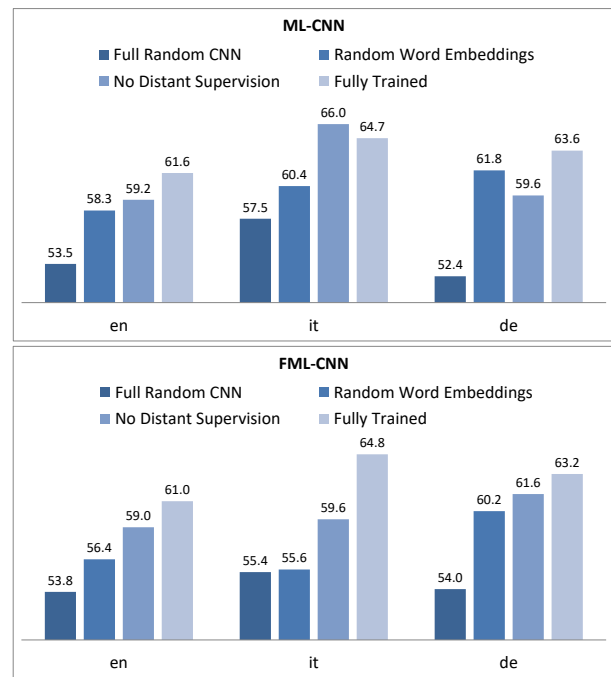 ML-CNN
Full Random CNN Random Word Embeddings
No Distant Supervision Fully Trained
53.5 58.3 59.2 61.6 57.5 60.4 66.0 64.7 52.4 61.8 59.6 63.6
en it de
FML-CNN
Full Random CNN Random Word Embeddings
No Distant Supervision Fully Trained
53.8 56.4 59.0 61.0 55.4 55.6 59.6 64.8 54.0 60.2 61.6 63.2
en it de